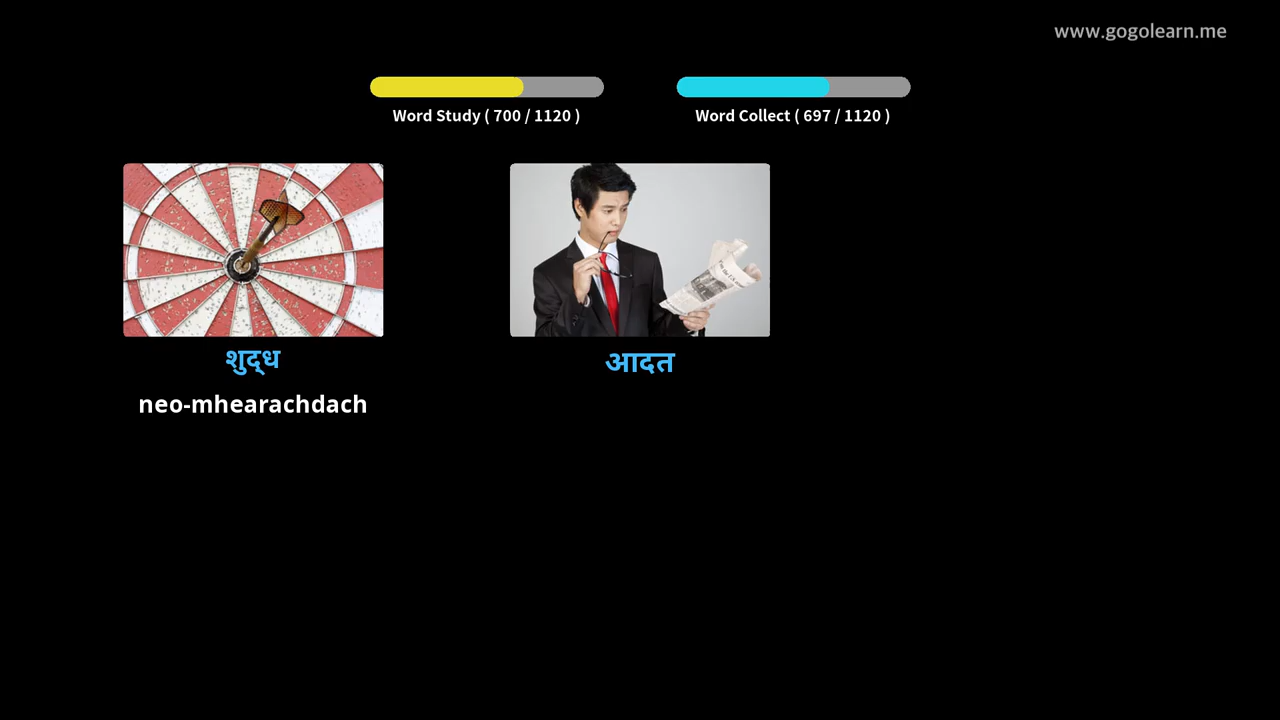 www.gogolearn.me
Word Study ( 700 / 1120 )
Word Collect ( 697 / 1120 )
शुद्ध
आदत
neo-mhearachdach